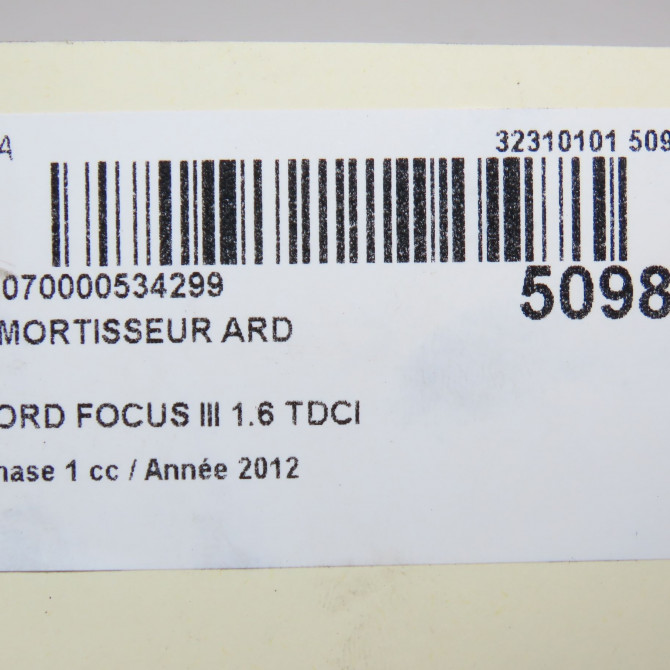 A 32310101 509
070000534299 5098
MORTISSEUR ARD
ORD FOCUS III 1.6 TDCI
hase 1 cc / Année 2012